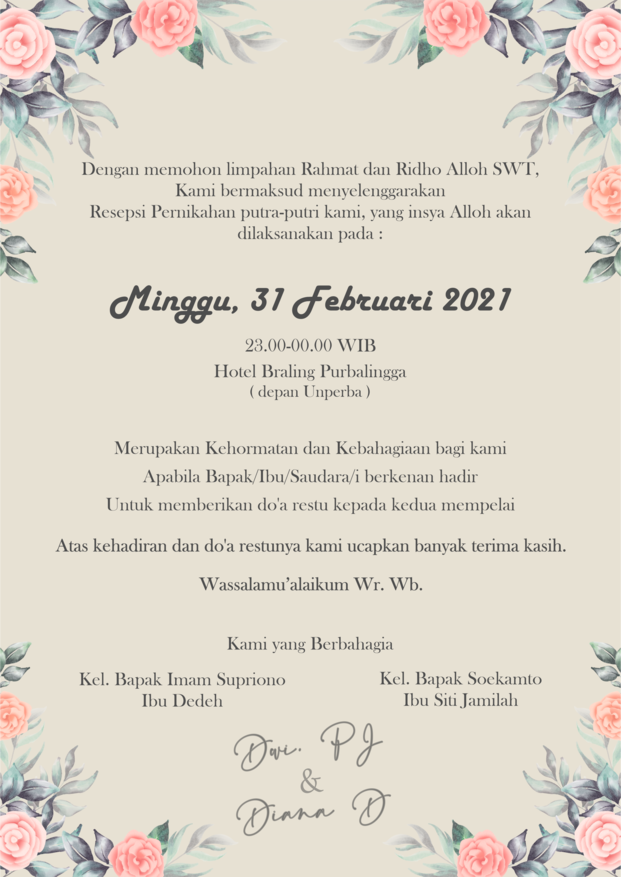 Dengan memohon limpahan Rahmat dan Ridho Alloh SWT,
Kami bermaksud menyelenggarakan
Resepsi Pernikahan putra-putri kami, yang insya Alloh akan
dilaksanakan pada :
Minggu, 31 Februari 2021
23.00-00.00 WIB
Hotel Braling Purbalingga
( depan Unperba )
Merupakan Kehormatan dan Kebahagiaan bagi kami
Apabila Bapak/Ibu/Saudara/i berkenan hadir
Untuk memberikan do'a restu kepada kedua mempelai
Atas kehadiran dan do'a restunya kami ucapkan banyak terima kasih.
Wassalamu’alaikum Wr. Wb.
Kami yang Berbahagia
Kel. Bapak Imam Supriono
Ibu Dedeh
Kel. Bapak Soekamto
Ibu Siti Jamilah
Dwi. PJ
&
Diana D